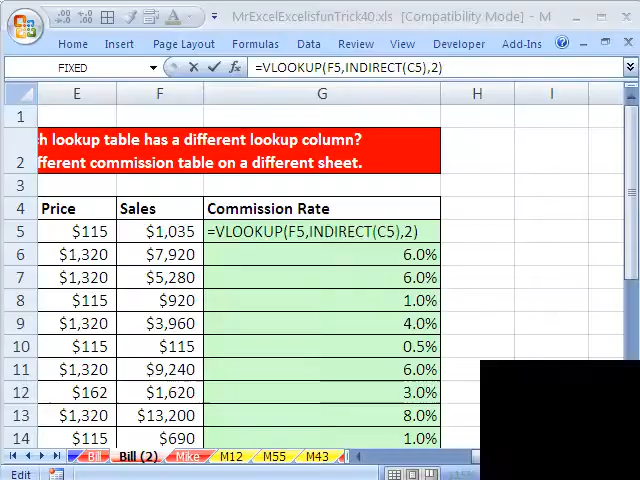 MrExcelExcelisfunTrick40.xls [Compatibility Mode] - M
Home Insert Page Layout Formulas Data Review View Developer Add-Ins
FIXED =VLOOKUP(F5,INDIRECT(C5),2)
E F G H I
1
ch lookup table has a different lookup column?
2 fferent commission table on a different sheet.
3
4 Price Sales Commission Rate
5 $115 $1,035 =VLOOKUP(F5,INDIRECT(C5),2)
6 $1,320 $7,920 6.0%
7 $1,320 $5,280 6.0%
8 $115 $920 1.0%
9 $1,320 $3,960 4.0%
10 $115 $115 0.5%
11 $1,320 $9,240 6.0%
12 $162 $1,620 3.0%
13 $1,320 $13,200 8.0%
14 $115 $690 1.0%
Bill Bill (2) Mike M12 M55 M43
Edit